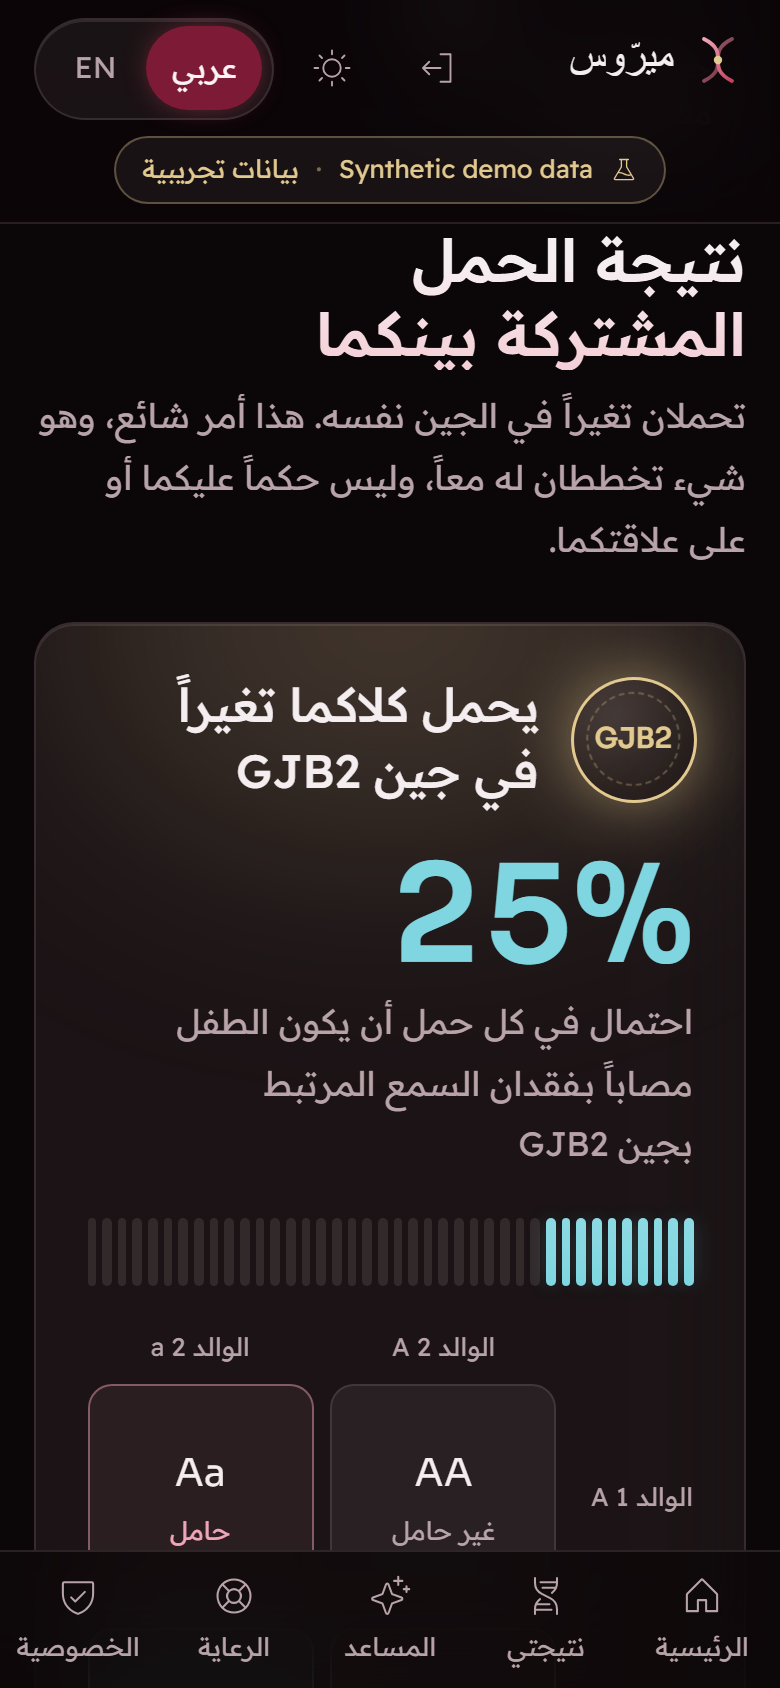 ميرّوس
عربي
EN
Synthetic demo data · بيانات تجريبية
نتيجة الحمل
المشتركة بينكما
تحملان تغيراً في الجين نفسه. هذا أمر شائع، وهو
شيء تخططان له معاً، وليس حكماً عليكما أو
على علاقتكما.
GJB2
يحمل كلاكما تغيراً
في جين GJB2
25%
احتمال في كل حمل أن يكون الطفل
مصاباً بفقدان السمع المرتبط
بجين GJB2
الوالد 2 A
الوالد 2 a
الوالد 1 A
AA
غير حامل
Aa
حامل
الرئيسية
نتيجتي
المساعد
الرعاية
الخصوصية